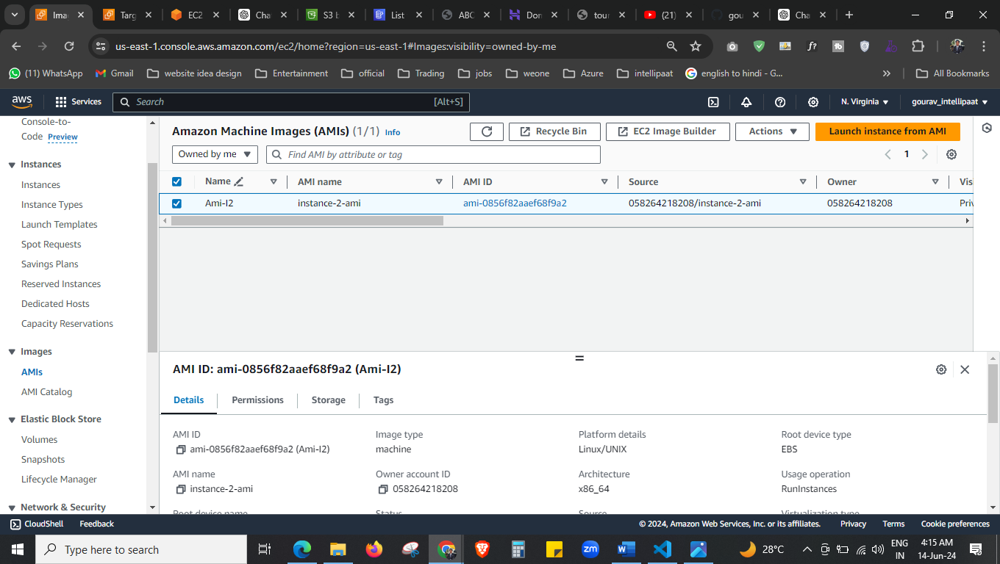 Ima
Targ
EC2
Cha
S3 b
List
ABC
Don
tour
(21)
gou
Cha
us-east-1.console.aws.amazon.com/ec2/home?region=us-east-1#Images:visibility=owned-by-me
(11) WhatsApp Gmail website idea design Entertainment official Trading jobs weone Azure intellipaat english to hindi - G... » All Bookmarks
aws Services Search [Alt+S] N. Virginia gourav_intellipaat
Console-to-
Code Preview
Instances
Instances
Instance Types
Launch Templates
Spot Requests
Savings Plans
Reserved Instances
Dedicated Hosts
Capacity Reservations
Images
AMIs
AMI Catalog
Elastic Block Store
Volumes
Snapshots
Lifecycle Manager
Network & Security
Amazon Machine Images (AMIs) (1/1) Info Recycle Bin EC2 Image Builder Actions Launch instance from AMI
Owned by me Find AMI by attribute or tag 1
Name AMI name AMI ID Source Owner Vis
Ami-I2 instance-2-ami ami-0856f82aaef68f9a2 058264218208/instance-2-ami 058264218208 Priv
AMI ID: ami-0856f82aaef68f9a2 (Ami-I2)
Details Permissions Storage Tags
AMI ID Image type Platform details Root device type
ami-0856f82aaef68f9a2 (Ami-I2) machine Linux/UNIX EBS
AMI name Owner account ID Architecture Usage operation
instance-2-ami 058264218208 x86_64 RunInstances
Root device name Status Source Virtualization type
CloudShell Feedback © 2024, Amazon Web Services, Inc. or its affiliates. Privacy Terms Cookie preferences
Type here to search 28°C ENG IN 4:15 AM 14-Jun-24